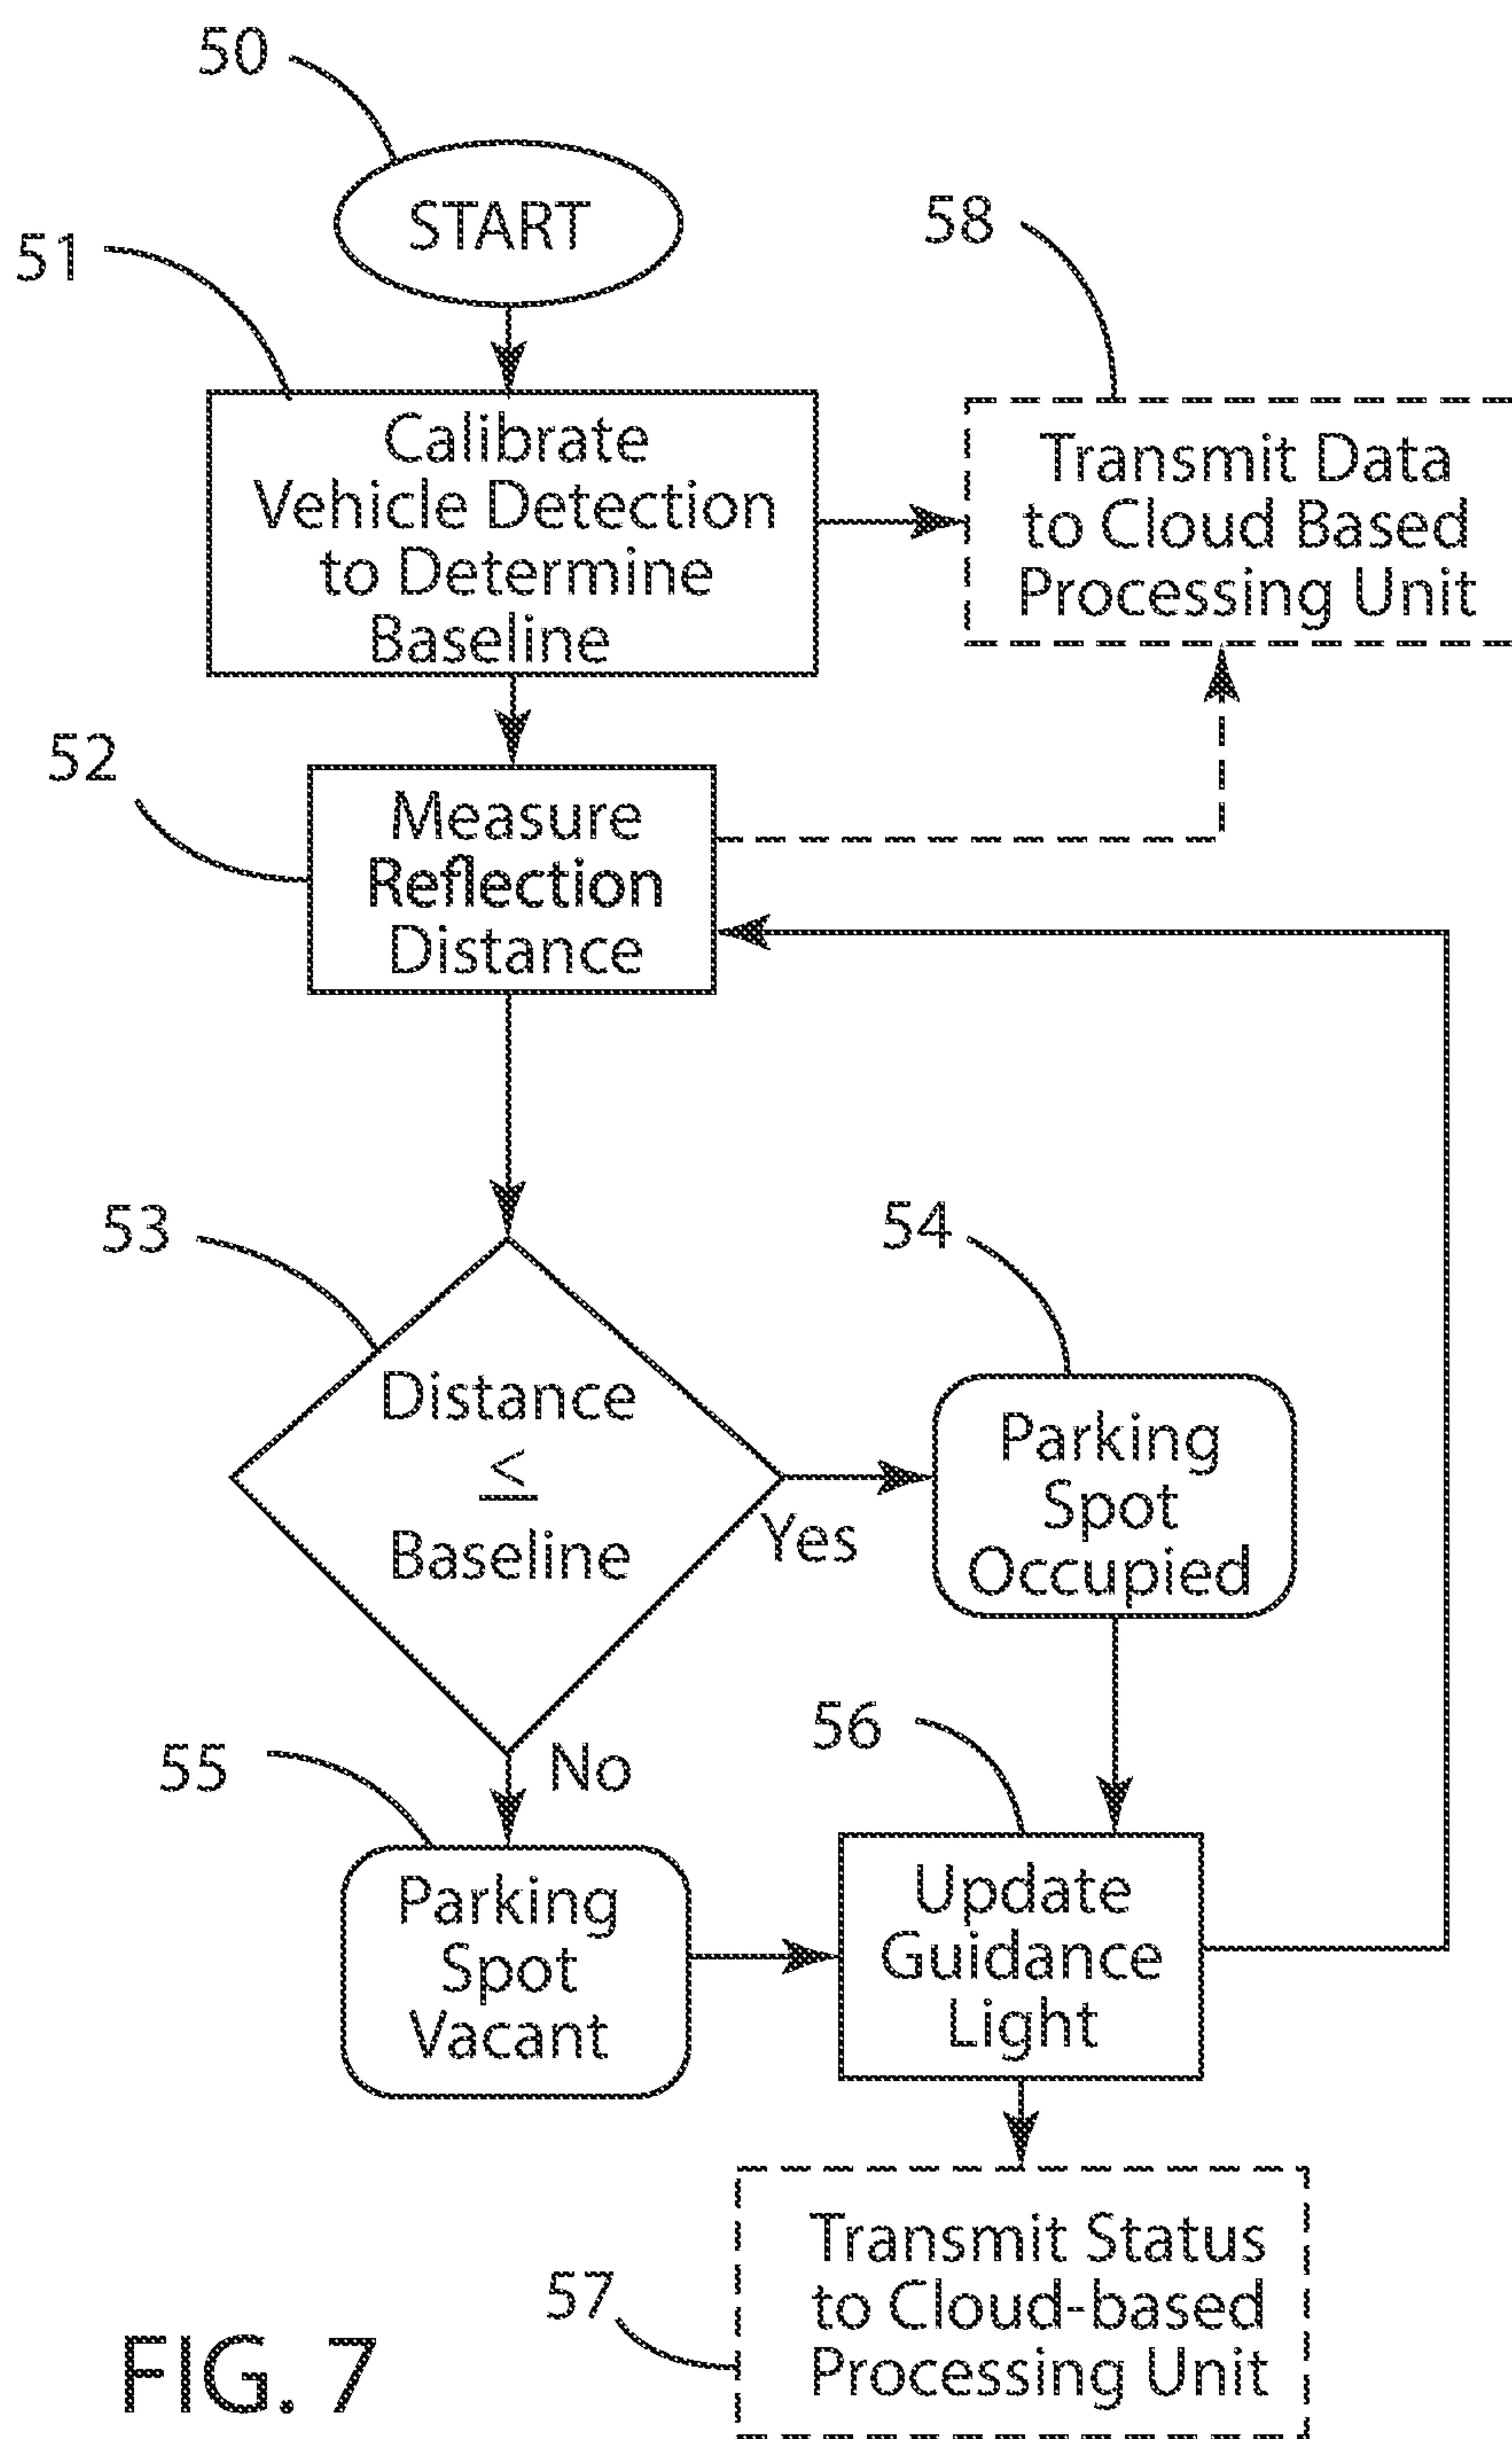 50
START
51
58
Calibrate
Vehicle Detection
to Determine
Baseline
Transmit Data
to Cloud Based
Processing Unit
52
Measure
Reflection
Distance
53
54
Distance
≤
Baseline
Yes
Parking
Spot
Occupied
55
No
56
Parking
Spot
Vacant
Update
Guidance
Light
57
Transmit Status
to Cloud-based
Processing Unit
FIG. 7